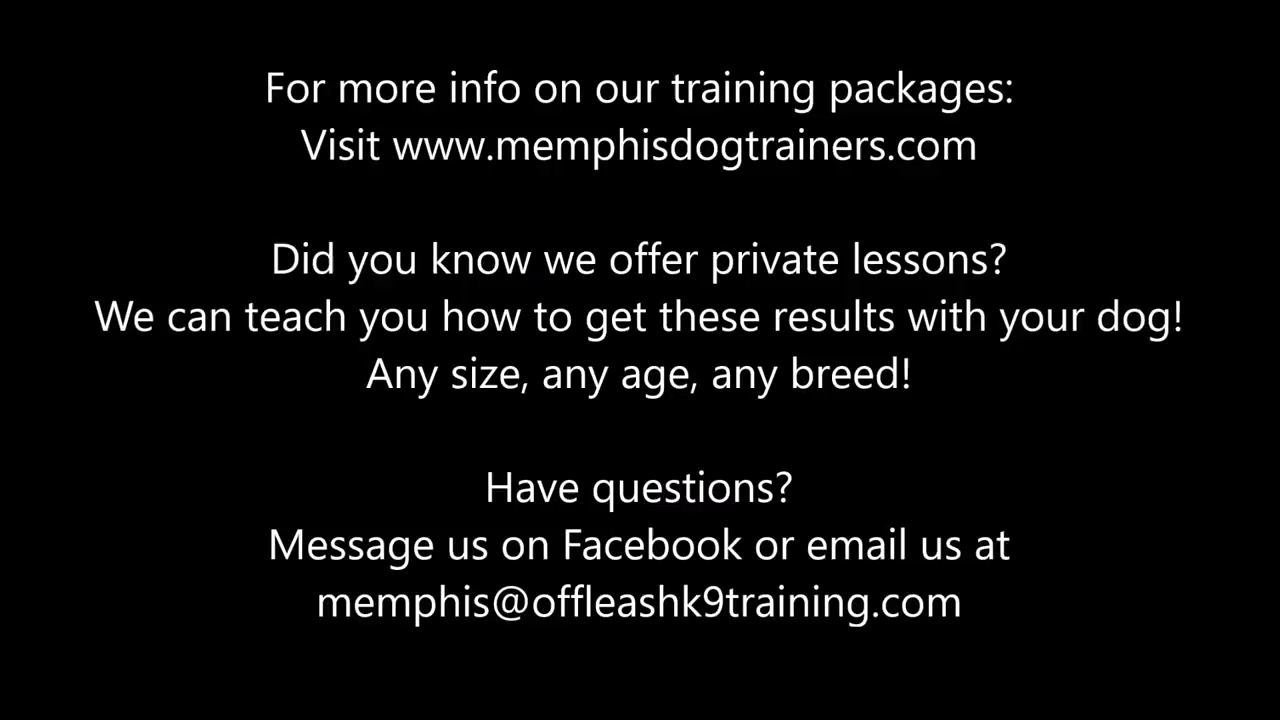 For more info on our training packages:
Visit www.memphisdogtrainers.com
Did you know we offer private lessons?
We can teach you how to get these results with your dog!
Any size, any age, any breed!
Have questions?
Message us on Facebook or email us at
memphis@offleashk9training.com